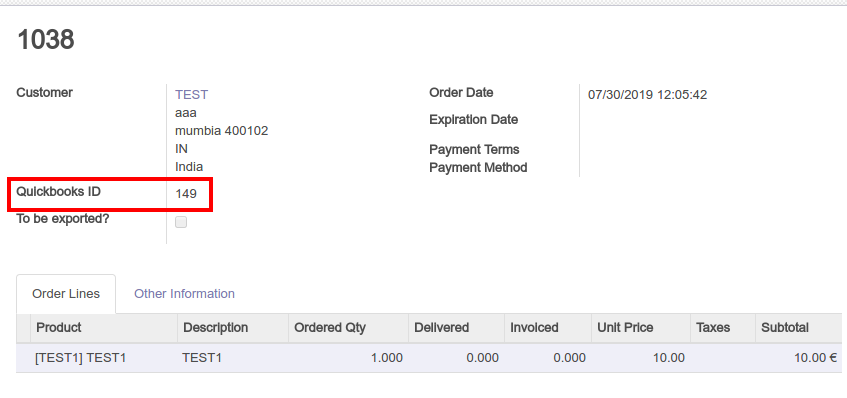 1038
Customer
TEST
aaa
mumbia 400102
IN
India
Quickbooks ID 149
To be exported?
Order Date 07/30/2019 12:05:42
Expiration Date
Payment Terms
Payment Method
Order Lines Other Information
Product Description Ordered Qty Delivered Invoiced Unit Price Taxes Subtotal
[TEST1] TEST1 TEST1 1.000 0.000 0.000 10.00 10.00 €